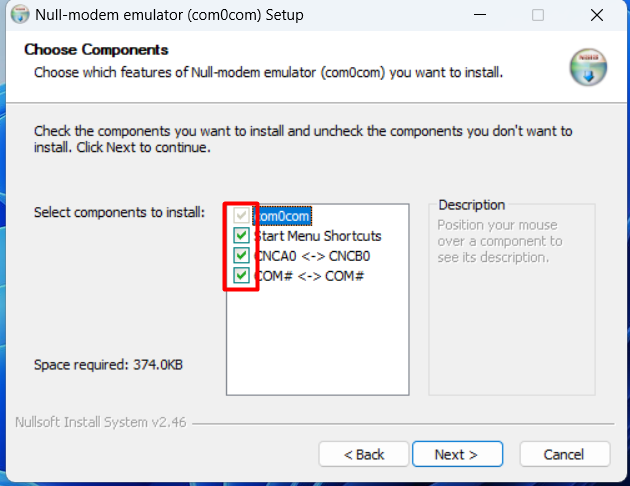 Null-modem emulator (com0com) Setup
Choose Components
Choose which features of Null-modem emulator (com0com) you want to install.
Check the components you want to install and uncheck the components you don't want to
install. Click Next to continue.
Select components to install:
com0com
Start Menu Shortcuts
CNCA0 <-> CNCB0
COM# <-> COM#
Description
Position your mouse
over a component to
see its description.
Space required: 374.0KB
Nullsoft Install System v2.46
< Back
Next >
Cancel